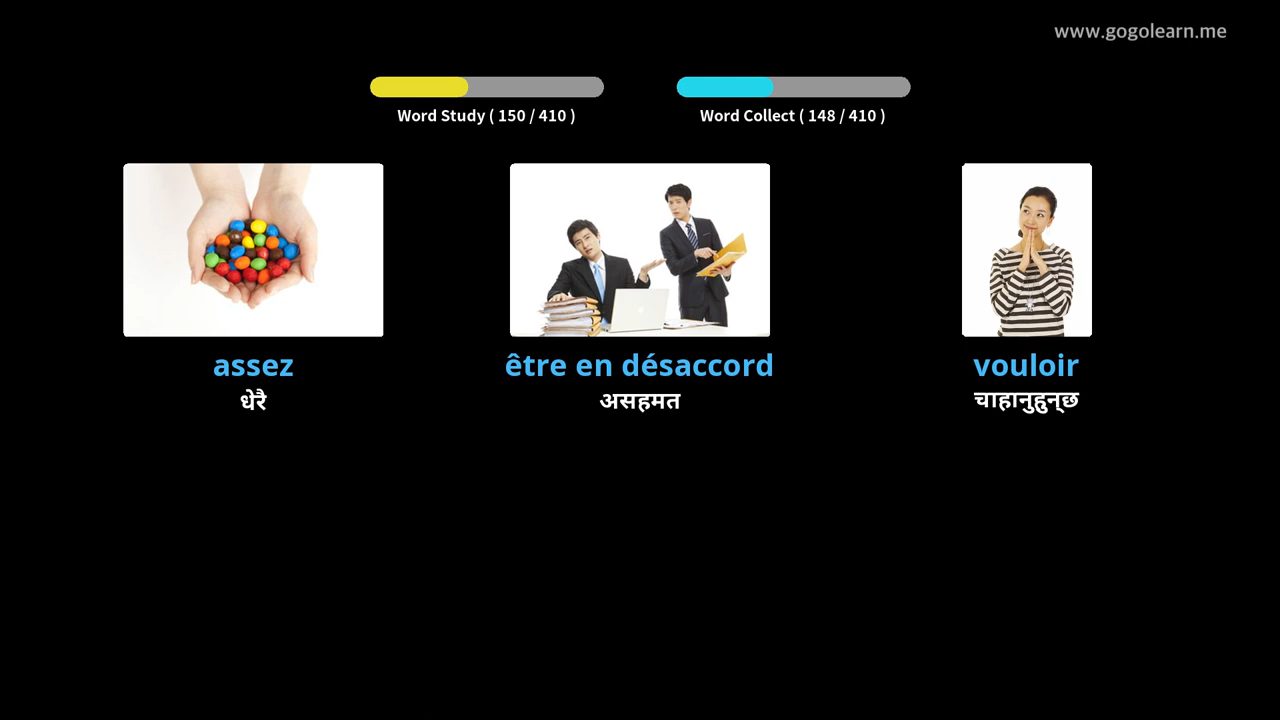 www.gogolearn.me
Word Study ( 150 / 410 )
Word Collect ( 148 / 410 )
assez
धेरै
être en désaccord
असहमत
vouloir
चाहानुहुन्छ